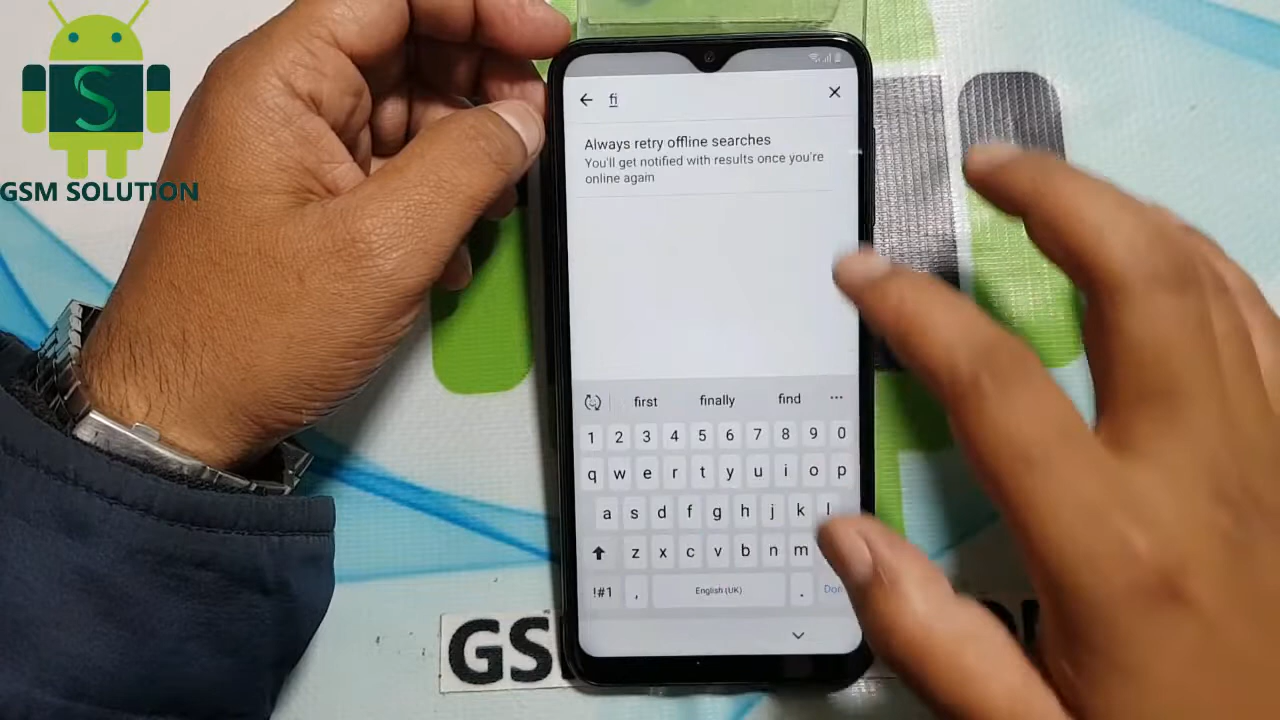 S
GSM SOLUTION
fi
Always retry offline searches
You'll get notified with results once you're
online again
first finally find
1 2 3 4 5 6 7 8 9 0
q w e r t y u i o p
a s d f g h j k l
z x c v b n m
!#1 , English (UK) . Don
GS